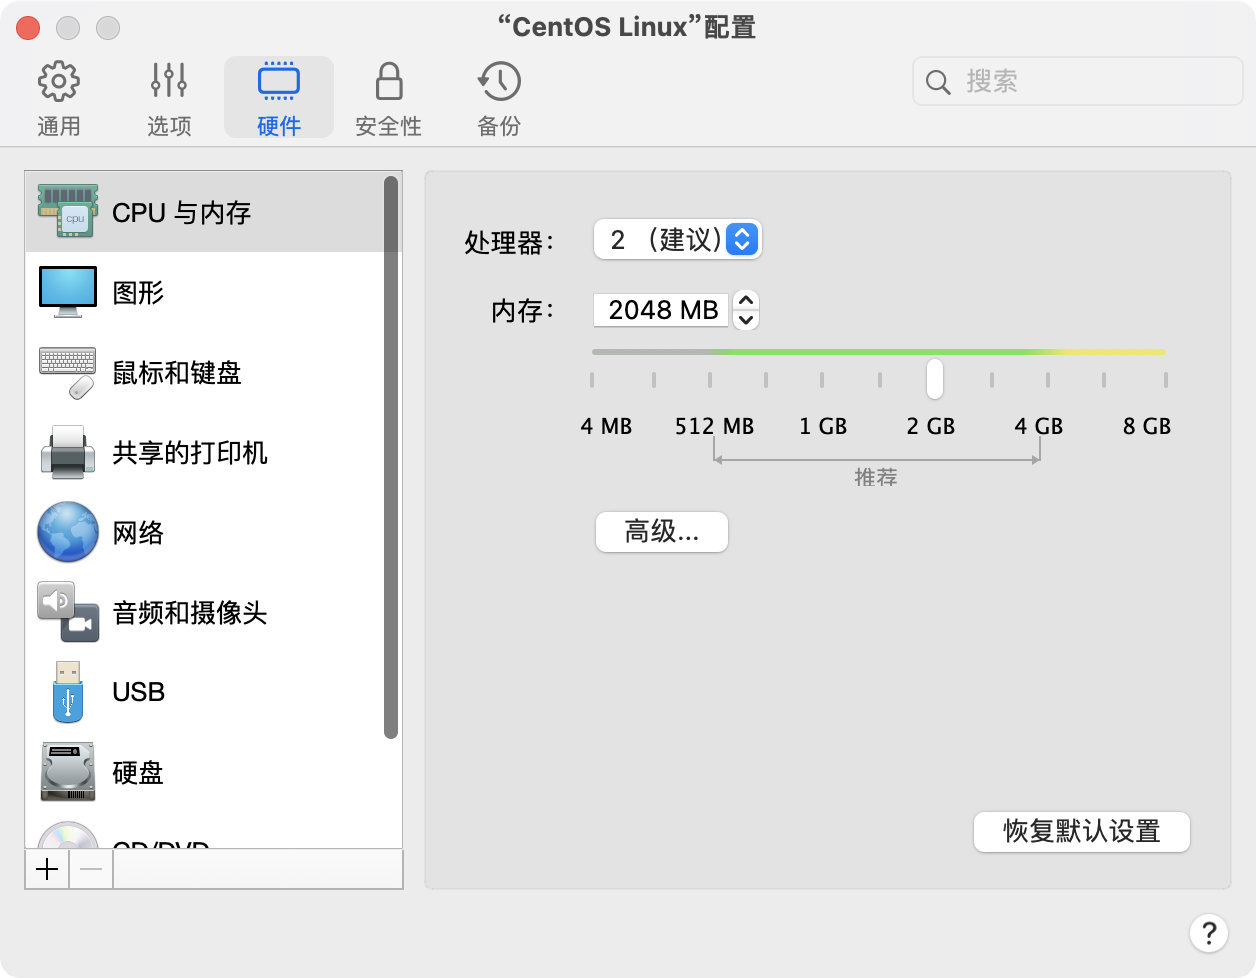 “CentOS Linux”配置
通用
选项
硬件
安全性
备份
搜索
CPU 与内存
图形
鼠标和键盘
共享的打印机
网络
音频和摄像头
USB
硬盘
CD/DVD
处理器：
2 （建议）
内存：
2048 MB
4 MB 512 MB 1 GB 2 GB 4 GB 8 GB
推荐
高级...
恢复默认设置
?
cpu